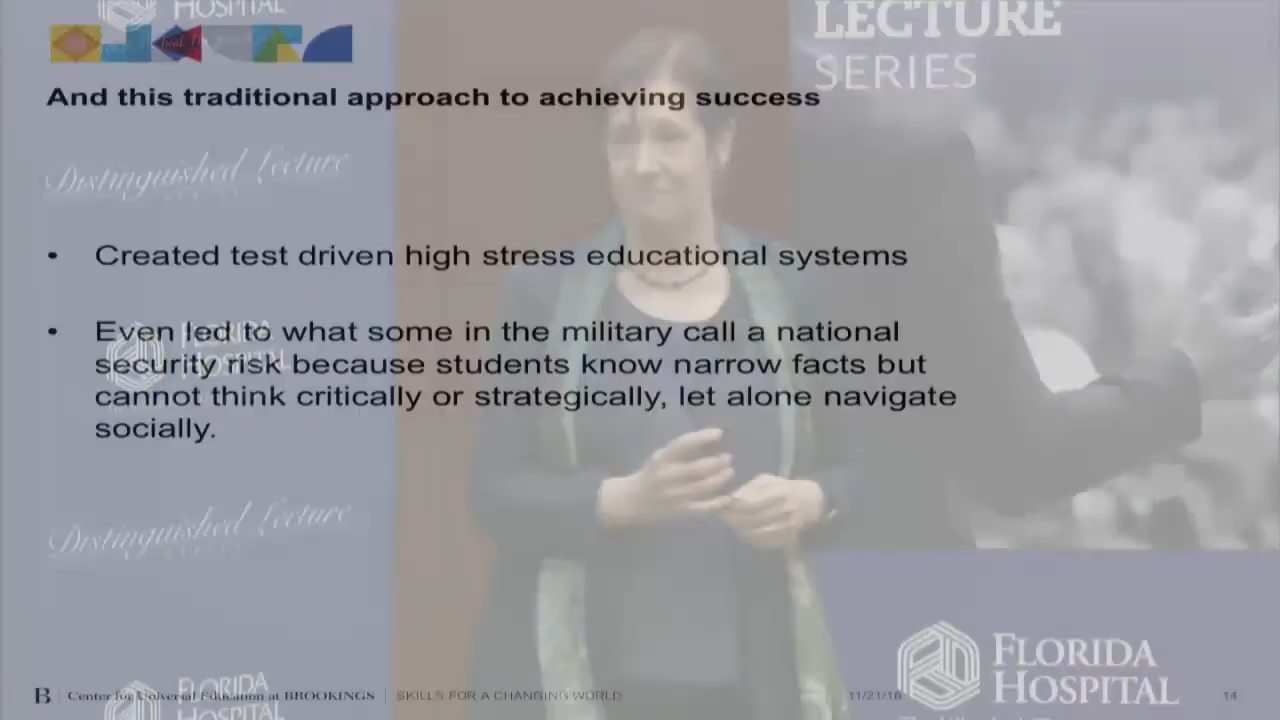 HOSPITAL
LECTURE
SERIES
And this traditional approach to achieving success
Distinguished Lecture
• Created test driven high stress educational systems
• Even led to what some in the military call a national
security risk because students know narrow facts but
cannot think critically or strategically, let alone navigate
socially.
FLORIDA
HOSPITAL
Distinguished Lecture
FLORIDA
HOSPITAL
FLORIDA
HOSPITAL
B | Center for Universal Education at BROOKINGS | SKILLS FOR A CHANGING WORLD 11/21/16 14